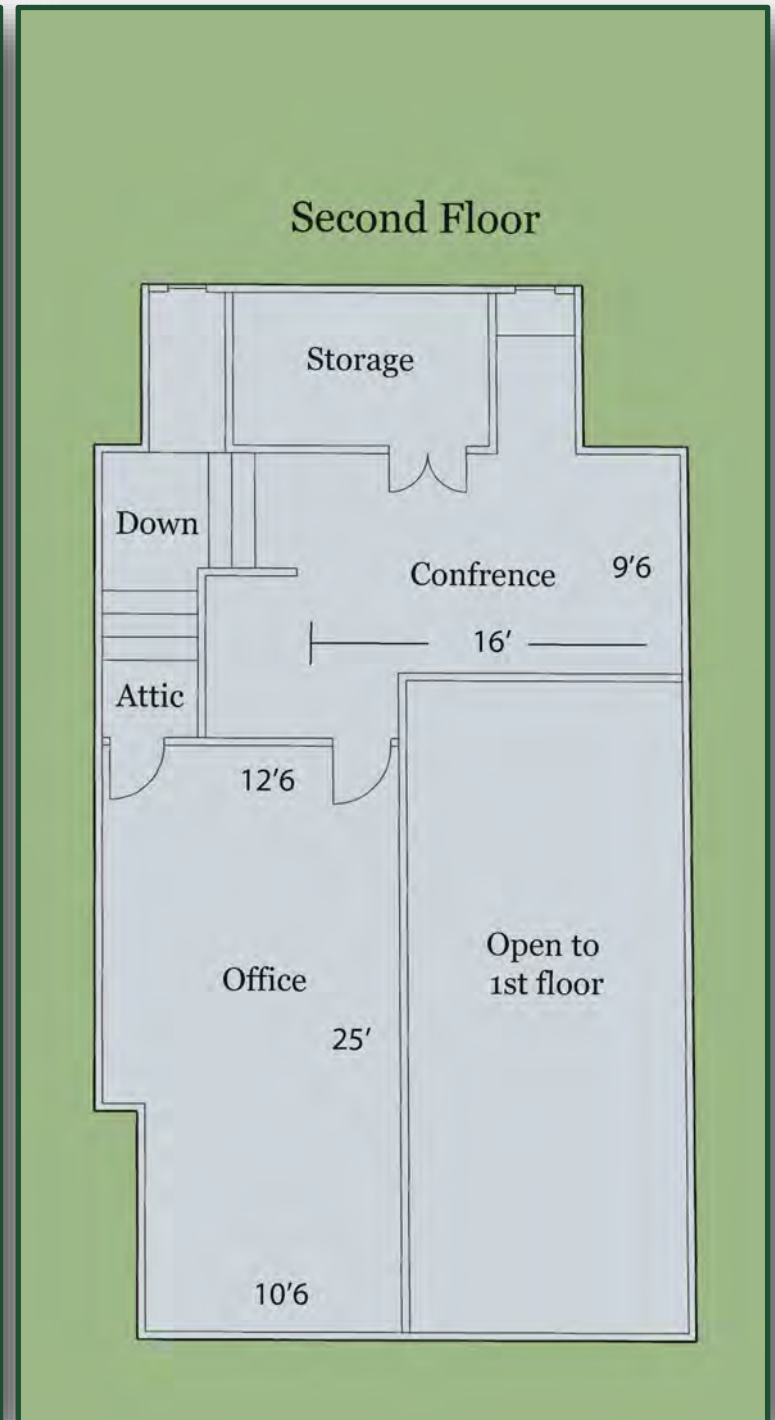 Second Floor
Storage
Down
Confrence
9'6
16'
Attic
12'6
Office
Open to
1st floor
25'
10'6